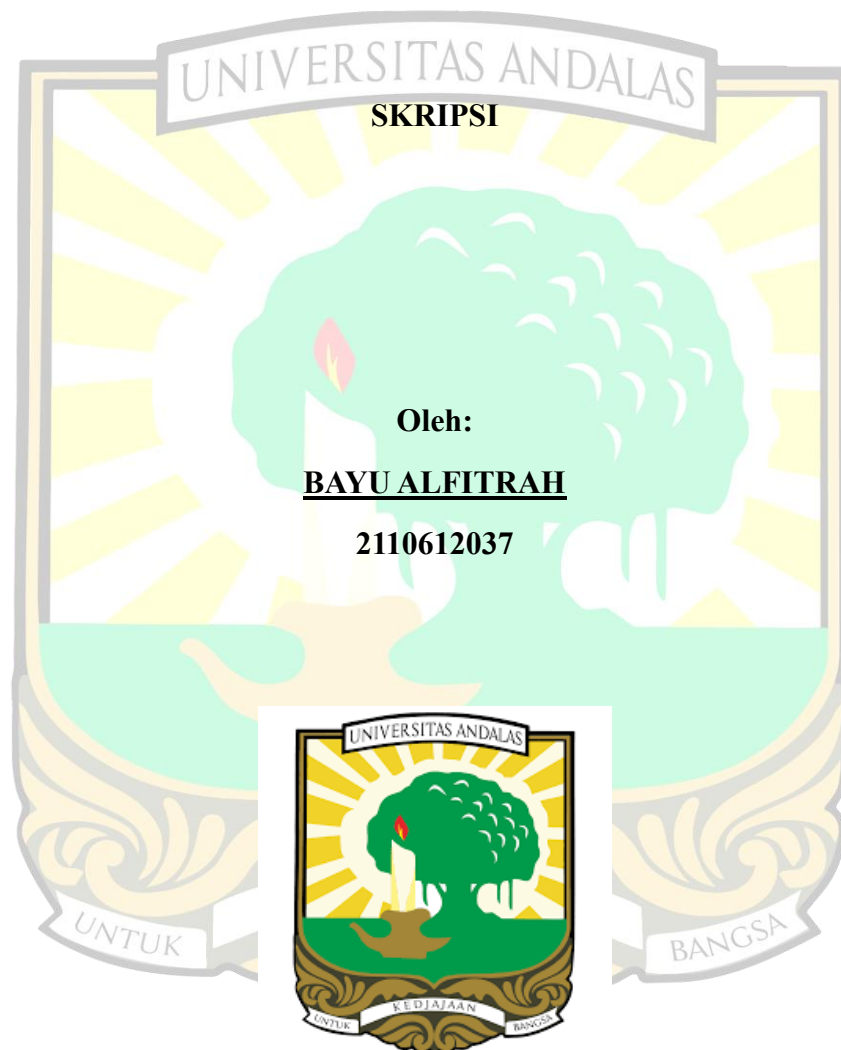 UNIVERSITAS ANDALAS
SKRIPSI
Oleh:
BAYU ALFITRAH
2110612037
UNIVERSITAS ANDALAS
UNTUK
BANGSA
KEDJAJAAN
UNTUK
BANGSA